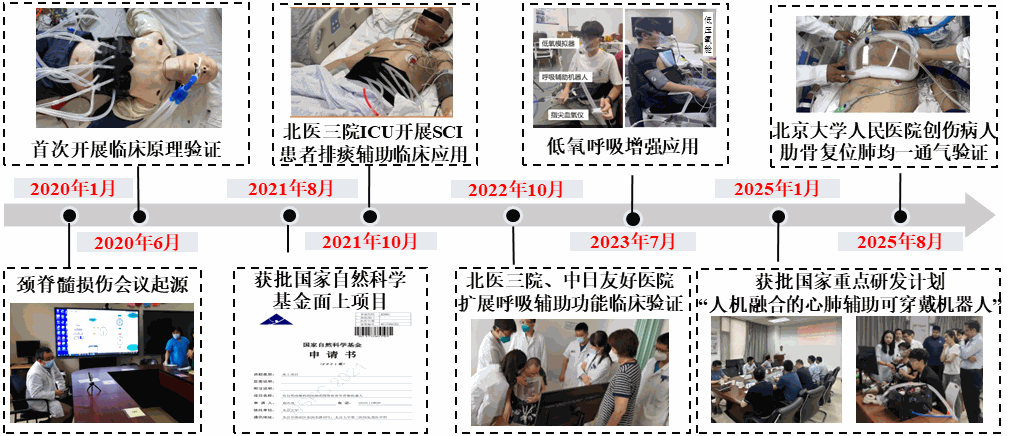 首次开展临床原理验证
北医三院ICU开展SCI
患者排痰辅助临床应用
低氧模拟器
呼吸辅助机器人
指尖血氧仪
低氧呼吸增强应用
北京大学人民医院创伤病人
肋骨复位肺均一通气验证
2020年1月
2021年8月
2022年10月
2025年1月
2020年6月
2021年10月
2023年7月
2025年8月
颈脊髓损伤会议起源
获批国家自然科学
基金面上项目
国家自然科学基金
申 请 书
北医三院、中日友好医院
扩展呼吸辅助功能临床验证
获批国家重点研发计划
“人机融合的心肺辅助可穿戴机器人”